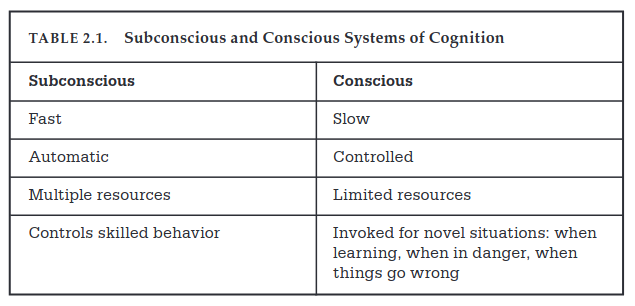 TABLE 2.1. Subconscious and Conscious Systems of Cognition
Subconscious Conscious
Fast Slow
Automatic Controlled
Multiple resources Limited resources
Controls skilled behavior Invoked for novel situations: when
learning, when in danger, when
things go wrong